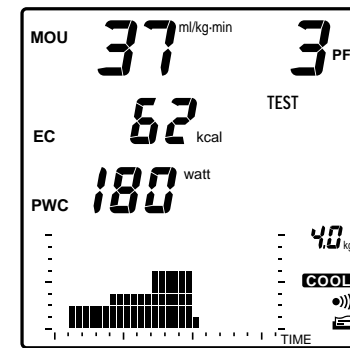 MOU 37 ml/kg·min 3 PF
TEST
EC 62 kcal
PWC 180 watt
4,0 kg
COOL
TIME